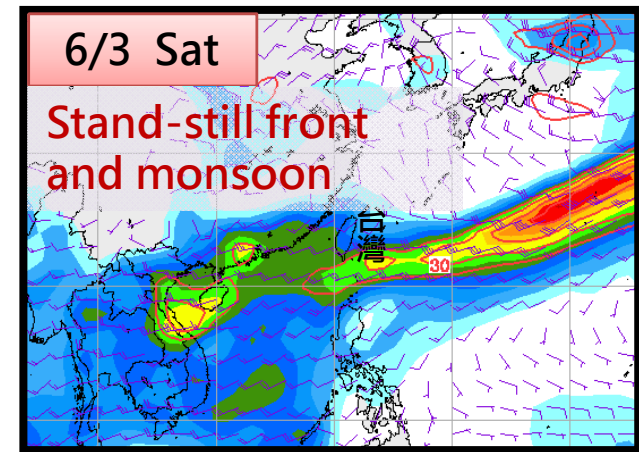 6/3 Sat
Stand-still front
and monsoon
台
灣
30